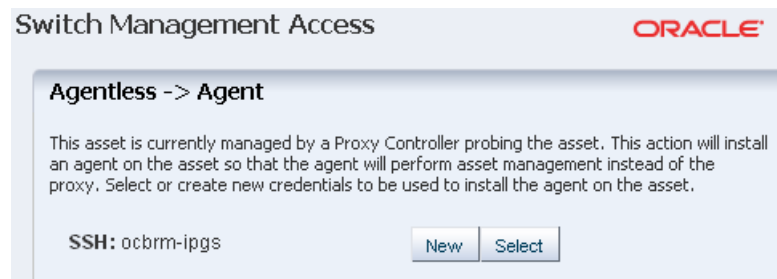 Switch Management Access
ORACLE
Agentless -> Agent
This asset is currently managed by a Proxy Controller probing the asset. This action will install
an agent on the asset so that the agent will perform asset management instead of the
proxy. Select or create new credentials to be used to install the agent on the asset.
SSH: ocbrm-ipgs
New
Select